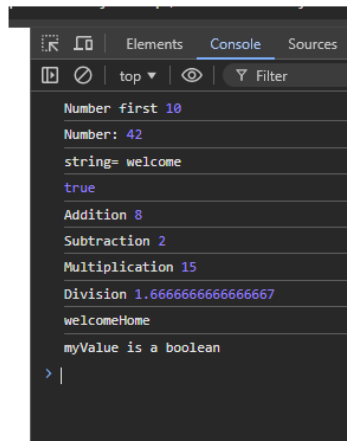 Elements Console Sources
top ▼ Filter
Number first 10
Number: 42
string= welcome
true
Addition 8
Subtraction 2
Multiplication 15
Division 1.6666666666666667
welcomeHome
myValue is a boolean
>